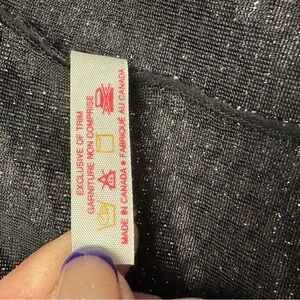 EXCLUSIVE OF TRIM
GARNITURE NON COMPRISE
MADE IN CANADA • FABRIQUÉ AU CANADA